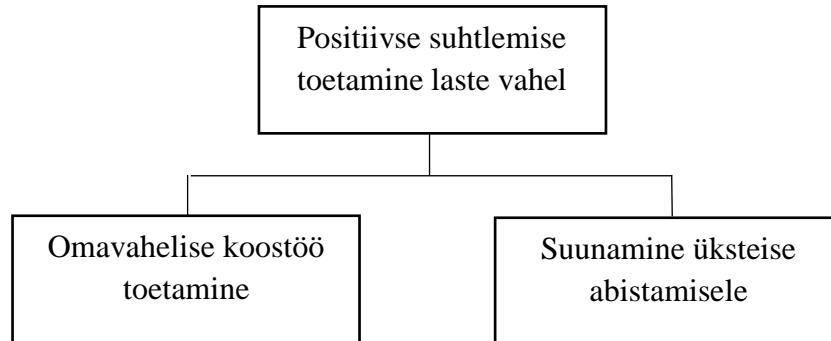 Positiivse suhtlemise
toetamine laste vahel
Omavahelise koostöö
toetamine
Suunamine üksteise
abistamisele